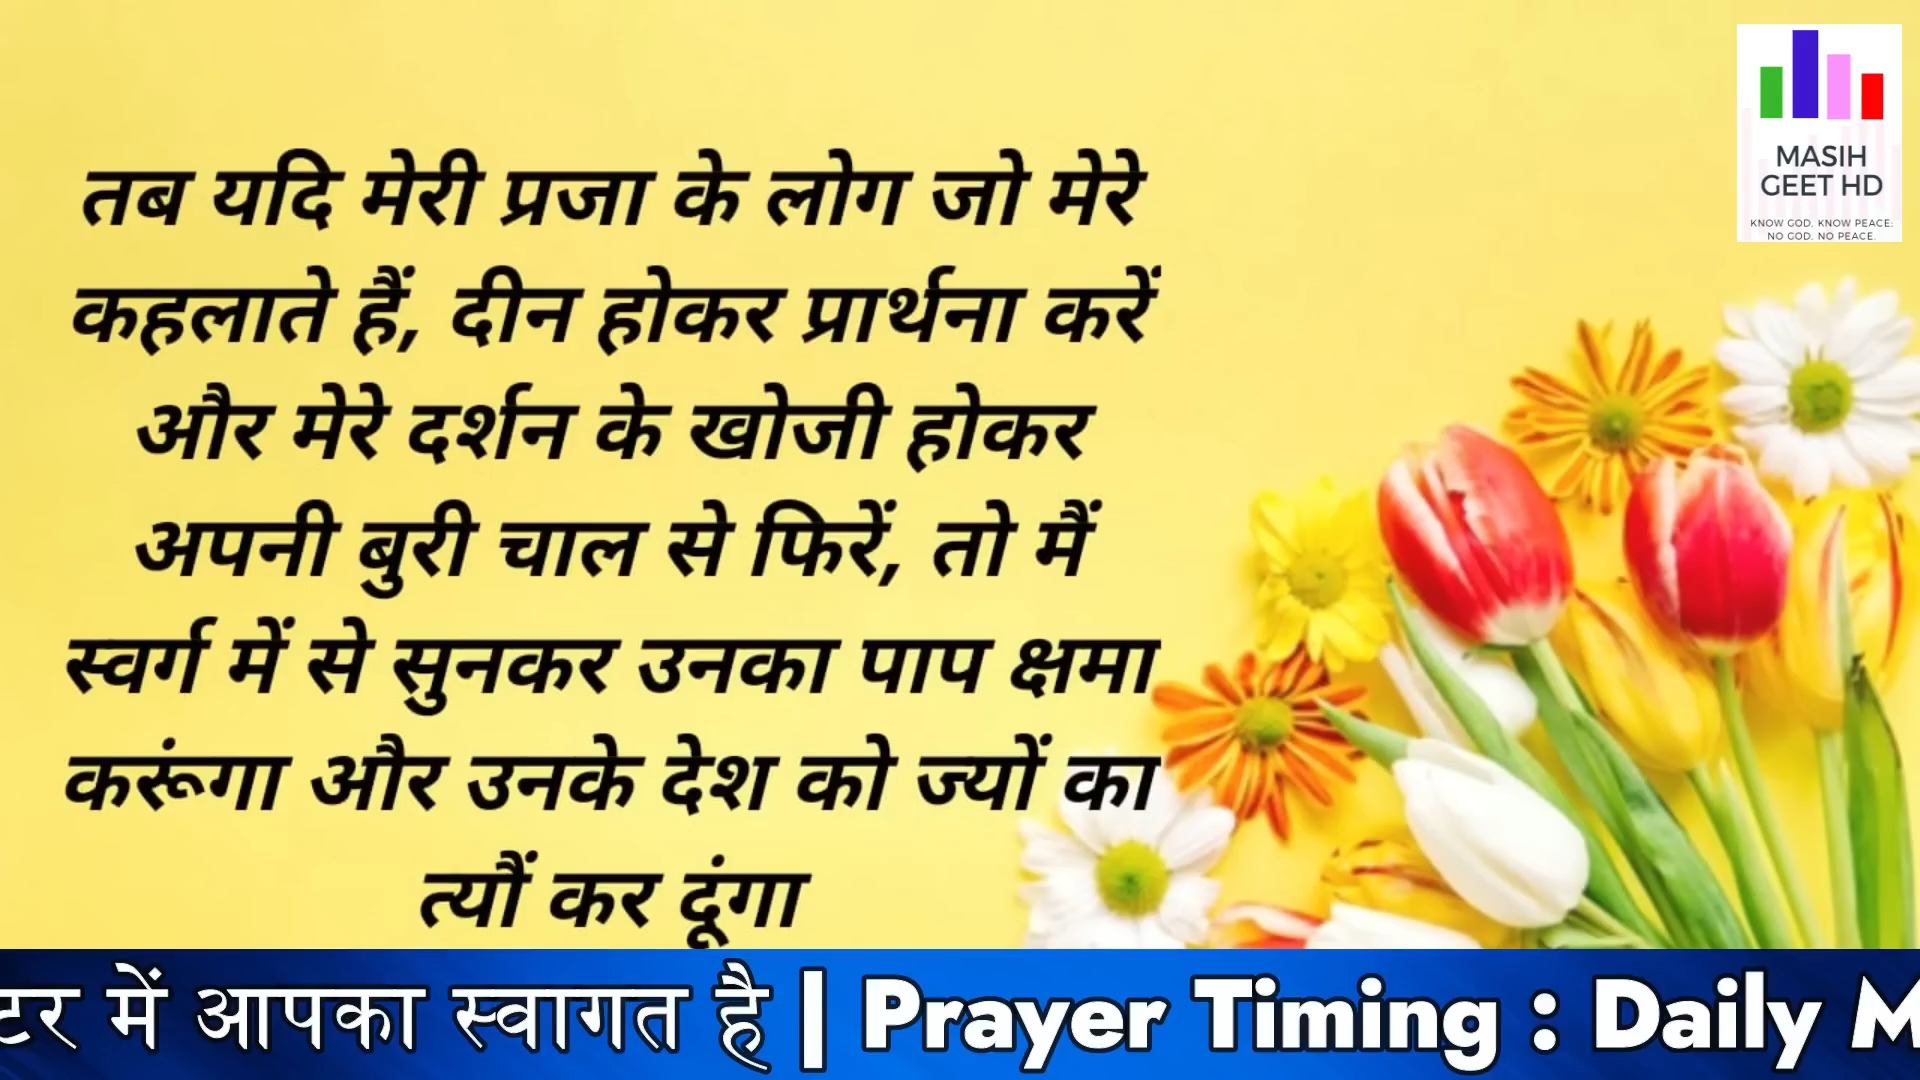 तब यदि मेरी प्रजा के लोग जो मेरे
कहलाते हैं, दीन होकर प्रार्थना करें
और मेरे दर्शन के खोजी होकर
अपनी बुरी चाल से फिरें, तो मैं
स्वर्ग में से सुनकर उनका पाप क्षमा
करूंगा और उनके देश को ज्यों का
त्यौं कर दूंगा
MASIH
GEET HD
KNOW GOD, KNOW PEACE:
NO GOD, NO PEACE.
में आपका स्वागत है | Prayer Timing : Daily